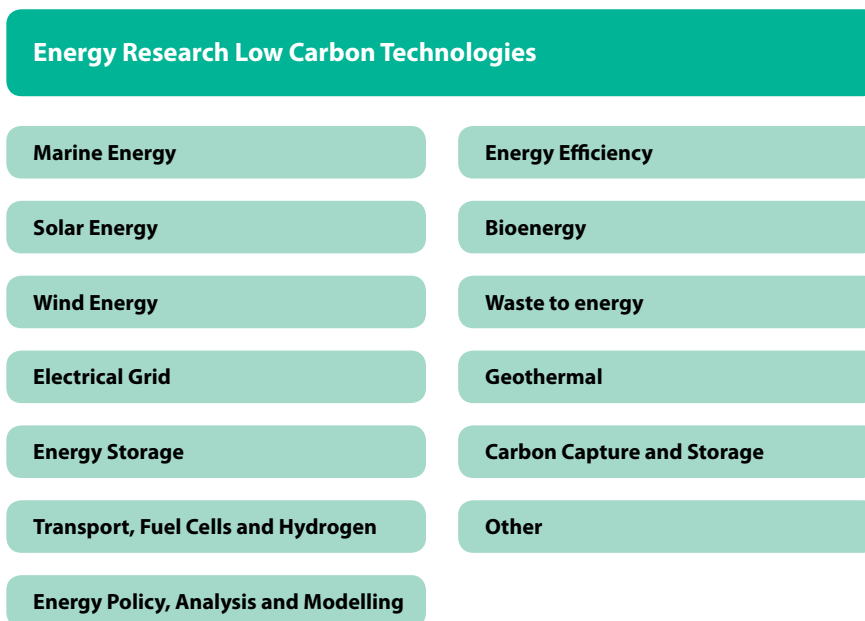 Energy Research Low Carbon Technologies
Marine Energy
Energy Efficiency
Solar Energy
Bioenergy
Wind Energy
Waste to energy
Electrical Grid
Geothermal
Energy Storage
Carbon Capture and Storage
Transport, Fuel Cells and Hydrogen
Other
Energy Policy, Analysis and Modelling